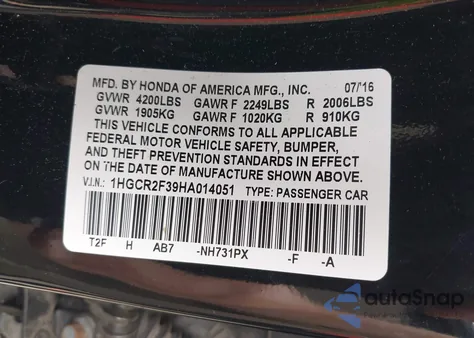 MFD. BY HONDA OF AMERICA MFG., INC. 07/16
GVWR 4200LBS GAWR F 2249LBS R 2006LBS
GVWR 1905KG GAWR F 1020KG R 910KG
THIS VEHICLE CONFORMS TO ALL APPLICABLE
FEDERAL MOTOR VEHICLE SAFETY, BUMPER,
AND THEFT PREVENTION STANDARDS IN EFFECT
ON THE DATE OF MANUFACTURE SHOWN ABOVE.
V.I.N.: 1HGCR2F39HA014051 TYPE: PASSENGER CAR
T2F H AB7 -NH731PX -F -A
autoSnap